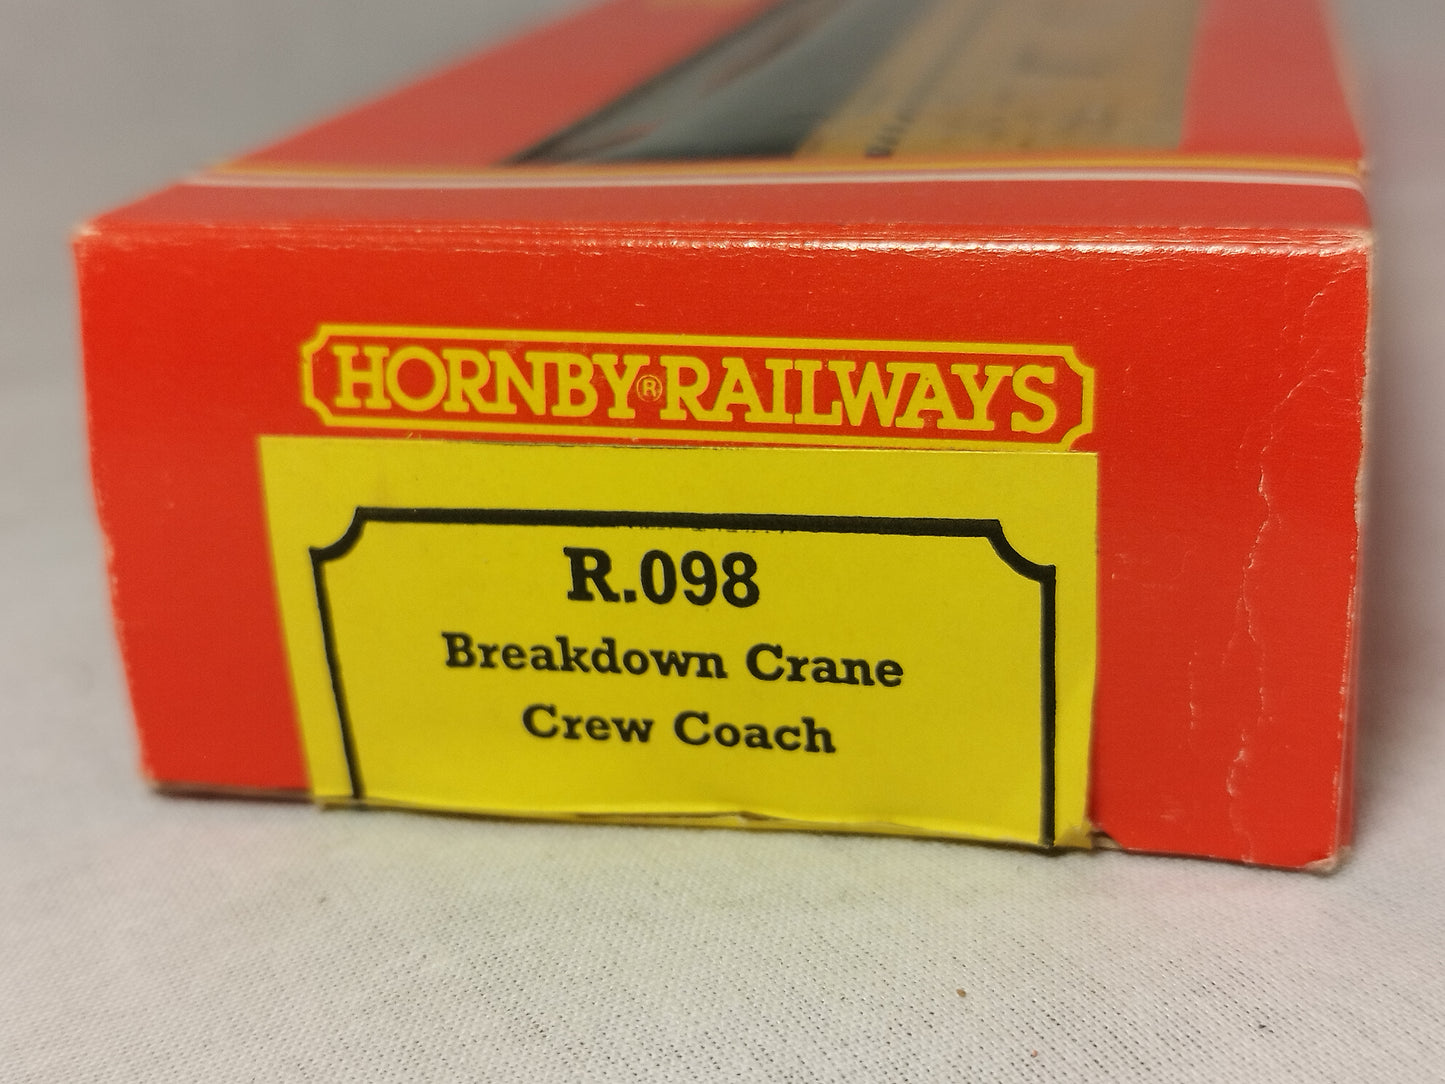 HORNBY® RAILWAYS
R.098
Breakdown Crane
Crew Coach